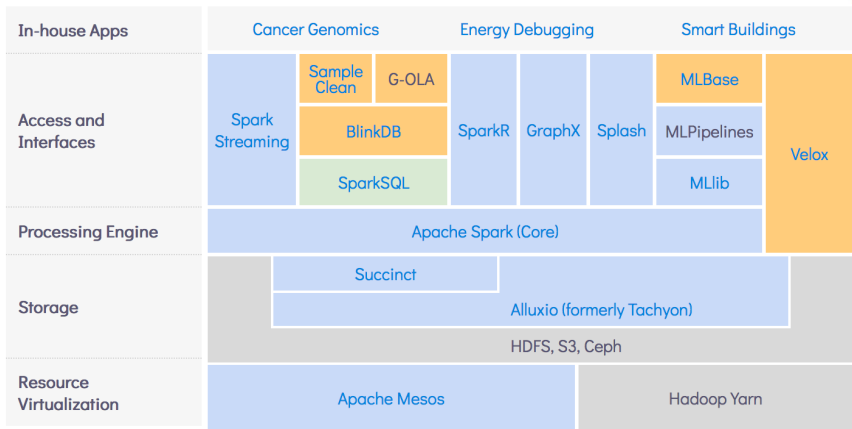 In-house Apps
Cancer Genomics
Energy Debugging
Smart Buildings
Access and
Interfaces
Spark
Streaming
Sample
Clean
G-OLA
BlinkDB
SparkSQL
SparkR
GraphX
Splash
MLBase
MLPipelines
MLlib
Velox
Processing Engine
Apache Spark (Core)
Storage
Succinct
Alluxio (formerly Tachyon)
HDFS, S3, Ceph
Resource
Virtualization
Apache Mesos
Hadoop Yarn